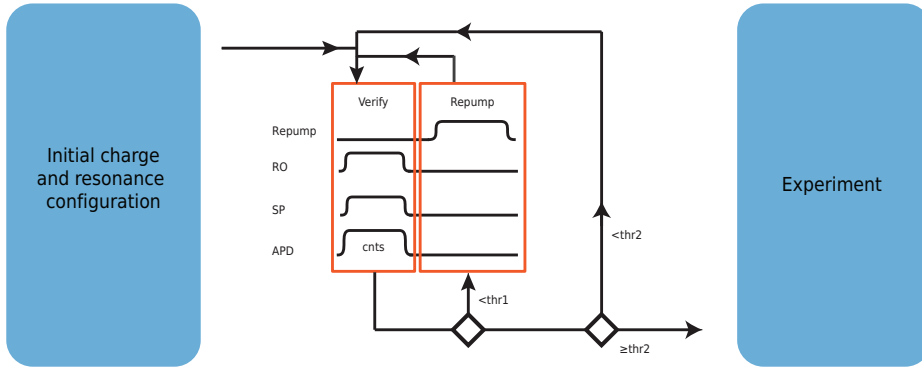 Initial charge
and resonance
configuration
Verify
Repump
Repump
RO
SP
APD
cnts
<thr1
<thr2
≥thr2
Experiment